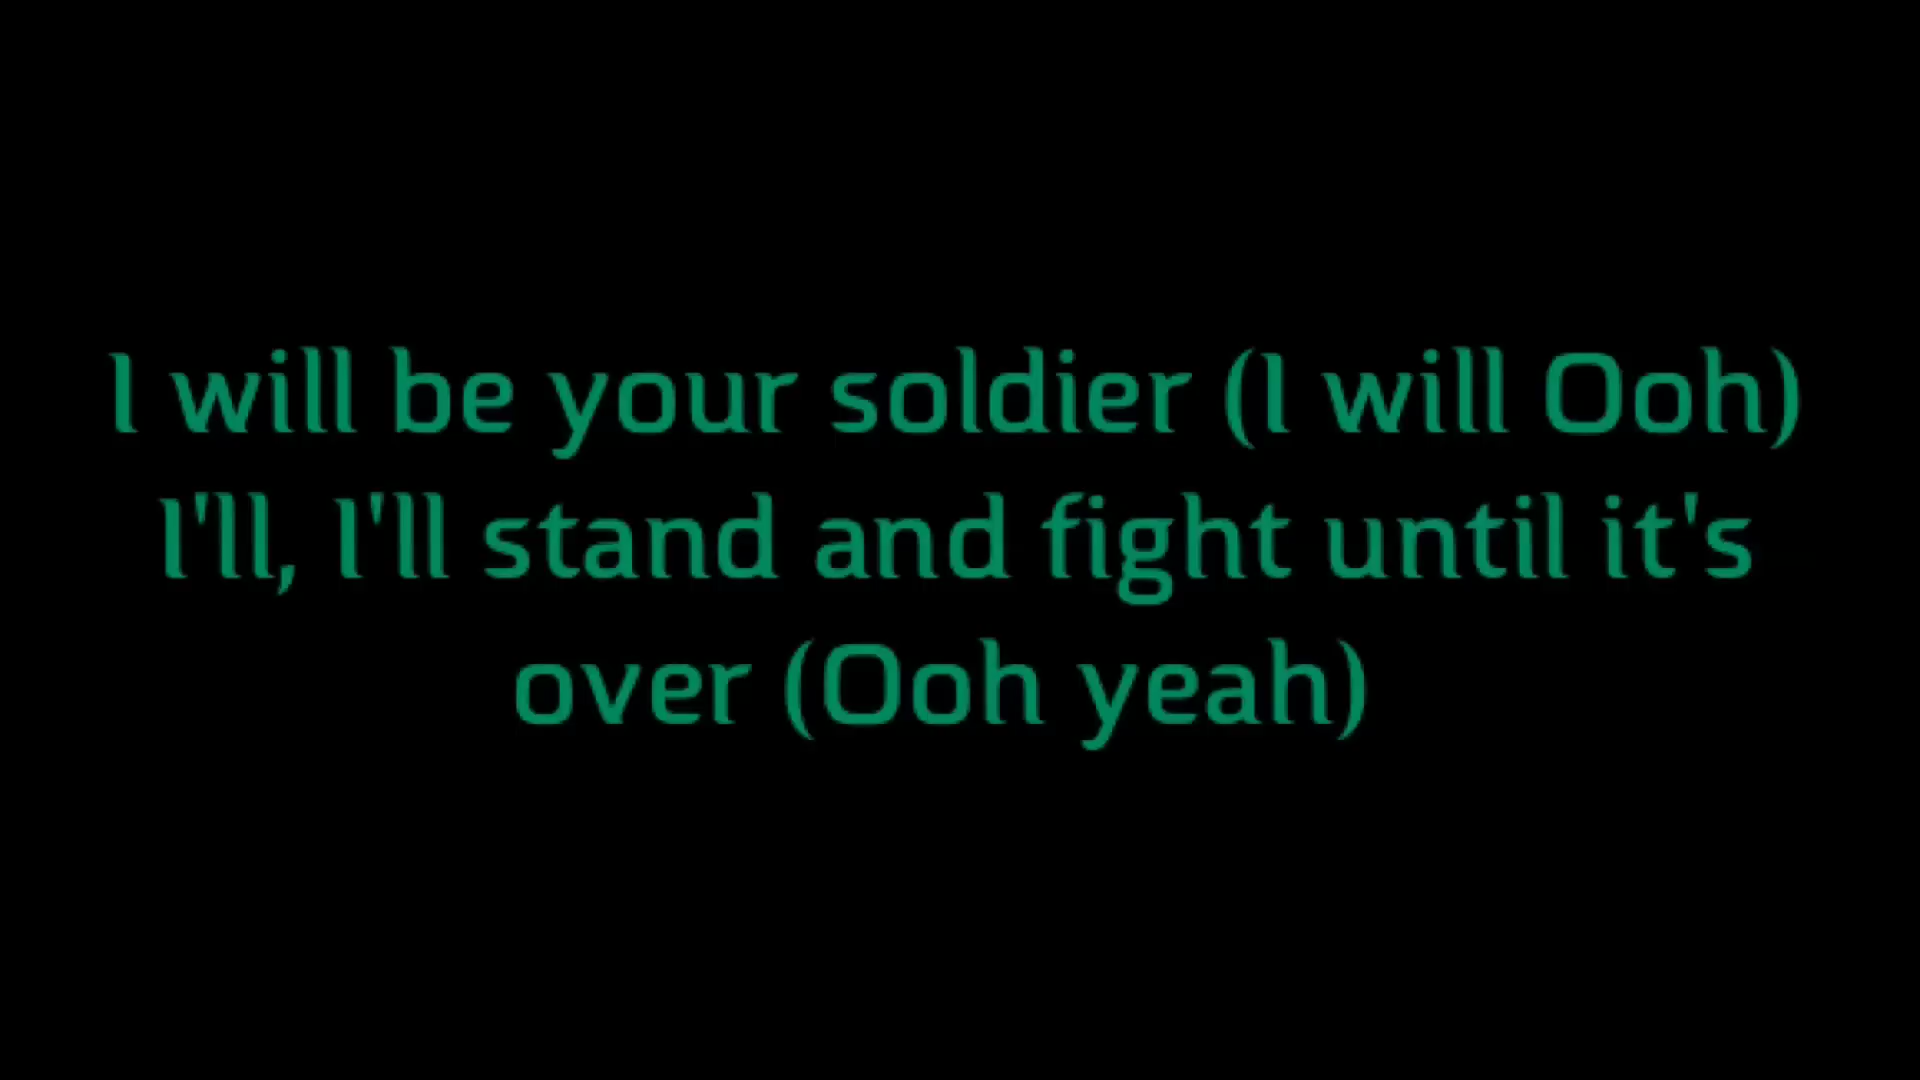 I will be your soldier (I will Ooh)
I'll, I'll stand and fight until it's
over (Ooh yeah)